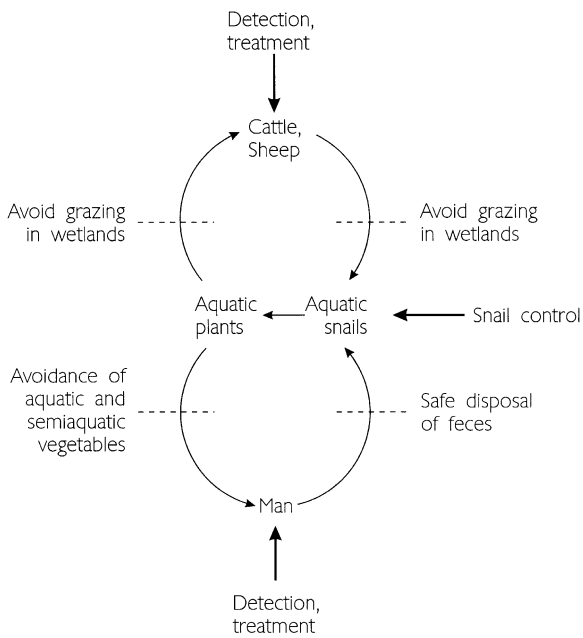 Detection,
treatment
Cattle,
Sheep
Avoid grazing
in wetlands
Avoid grazing
in wetlands
Aquatic
plants
Aquatic
snails
Snail control
Avoidance of
aquatic and
semiaquatic
vegetables
Safe disposal
of feces
Man
Detection,
treatment